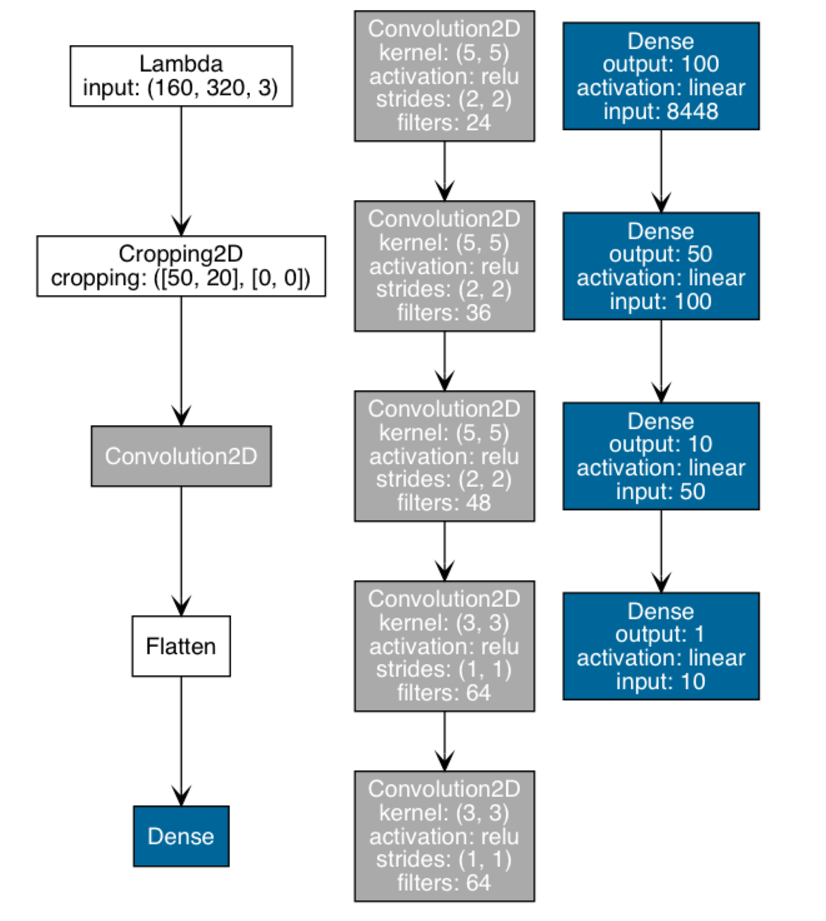 Lambda
input: (160, 320, 3)
Cropping2D
cropping: ([50, 20], [0, 0])
Convolution2D
Flatten
Dense
Convolution2D
kernel: (5, 5)
activation: relu
strides: (2, 2)
filters: 24
Convolution2D
kernel: (5, 5)
activation: relu
strides: (2, 2)
filters: 36
Convolution2D
kernel: (5, 5)
activation: relu
strides: (2, 2)
filters: 48
Convolution2D
kernel: (3, 3)
activation: relu
strides: (1, 1)
filters: 64
Convolution2D
kernel: (3, 3)
activation: relu
strides: (1, 1)
filters: 64
Dense
output: 100
activation: linear
input: 8448
Dense
output: 50
activation: linear
input: 100
Dense
output: 10
activation: linear
input: 50
Dense
output: 1
activation: linear
input: 10